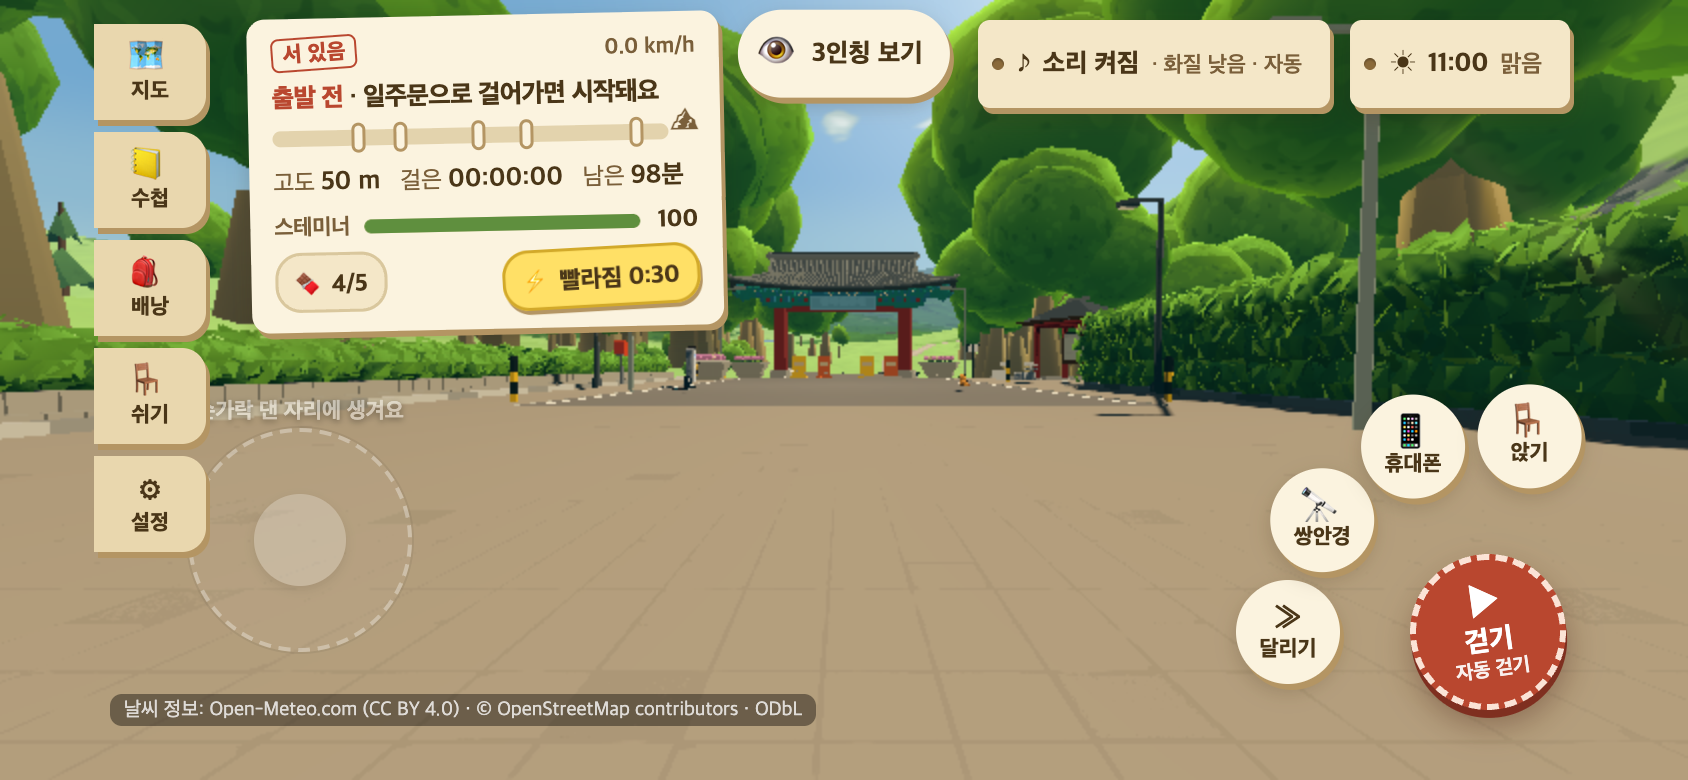 지도
수첩
배낭
쉬기
설정
서 있음
0.0 km/h
출발 전 · 일주문으로 걸어가면 시작돼요
고도 50 m 걸은 00:00:00 남은 98분
스테미너 100
4/5
빨라짐 0:30
3인칭 보기
♪ 소리 켜짐 · 화질 낮음 · 자동
11:00 맑음
댄 자리에 생겨요
휴대폰
앉기
쌍안경
달리기
걷기
자동 걷기
날씨 정보: Open-Meteo.com (CC BY 4.0) · © OpenStreetMap contributors · ODbL